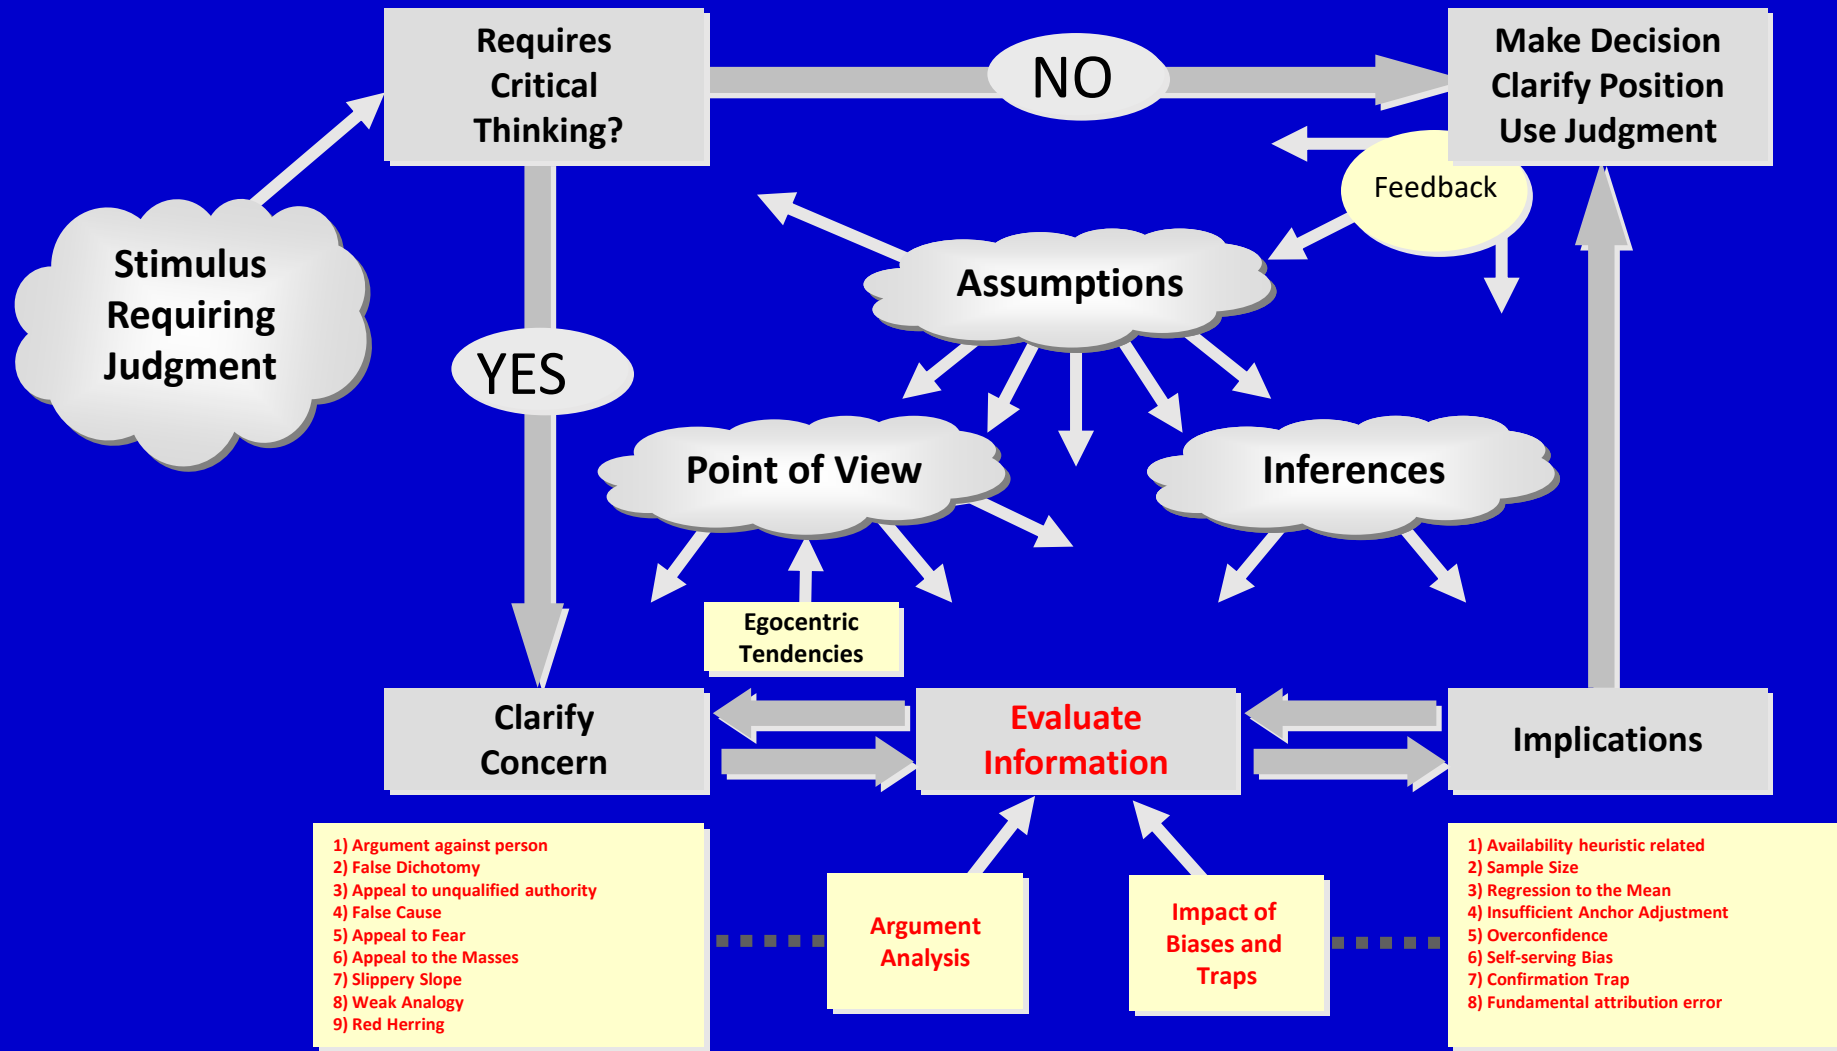 Requires
Critical
Thinking?
NO
Make Decision
Clarify Position
Use Judgment
Feedback
Stimulus
Requiring
Judgment
Assumptions
YES
Point of View
Inferences
Egocentric
Tendencies
Clarify
Concern
Evaluate
Information
Implications
1) Argument against person
2) False Dichotomy
3) Appeal to unqualified authority
4) False Cause
5) Appeal to Fear
6) Appeal to the Masses
7) Slippery Slope
8) Weak Analogy
9) Red Herring
Argument
Analysis
Impact of
Biases and
Traps
1) Availability heuristic related
2) Sample Size
3) Regression to the Mean
4) Insufficient Anchor Adjustment
5) Overconfidence
6) Self-serving Bias
7) Confirmation Trap
8) Fundamental attribution error